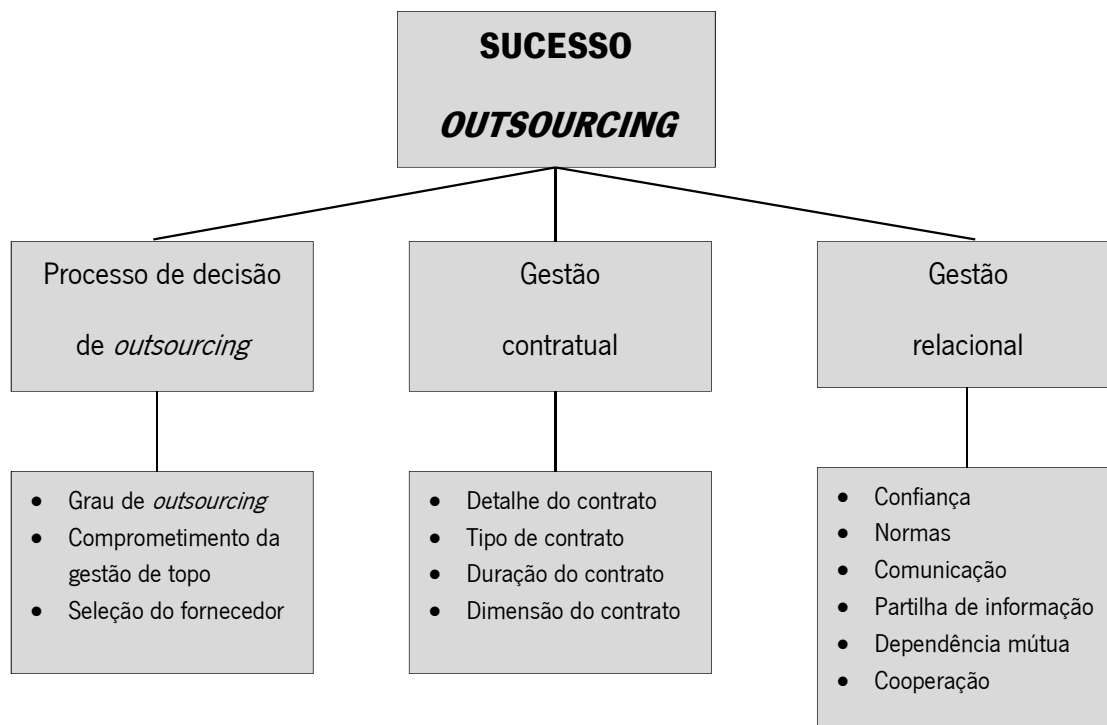 SUCESSO
OUTSOURCING
Processo de decisão
de outsourcing
Gestão
contratual
Gestão
relacional
• Grau de outsourcing
• Comprometimento da
gestão de topo
• Seleção do fornecedor
• Detalhe do contrato
• Tipo de contrato
• Duração do contrato
• Dimensão do contrato
• Confiança
• Normas
• Comunicação
• Partilha de informação
• Dependência mútua
• Cooperação